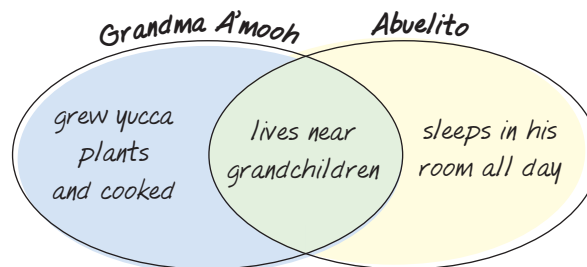 Grandma A'mooh
Abuelito
grew yucca
plants
and cooked
lives near
grandchildren
sleeps in his
room all day